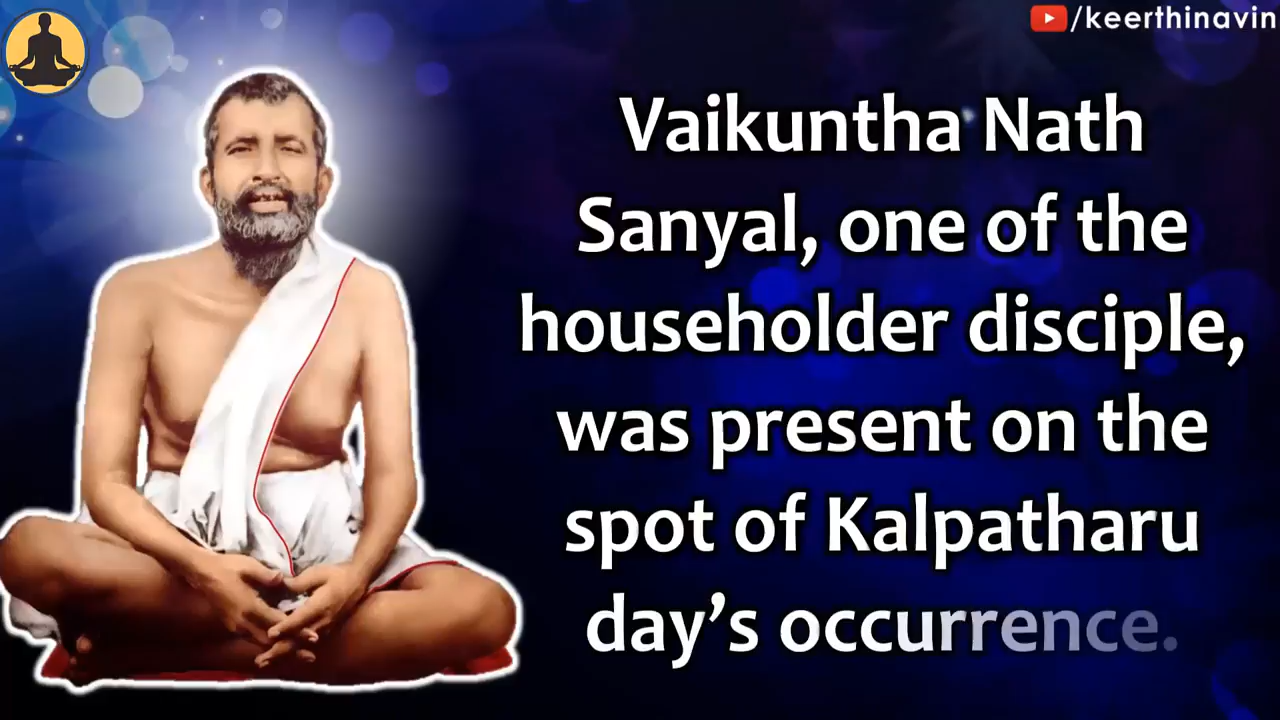 /keerthinavin
Vaikuntha Nath
Sanyal, one of the
householder disciple,
was present on the
spot of Kalpatharu
day’s occurrence.